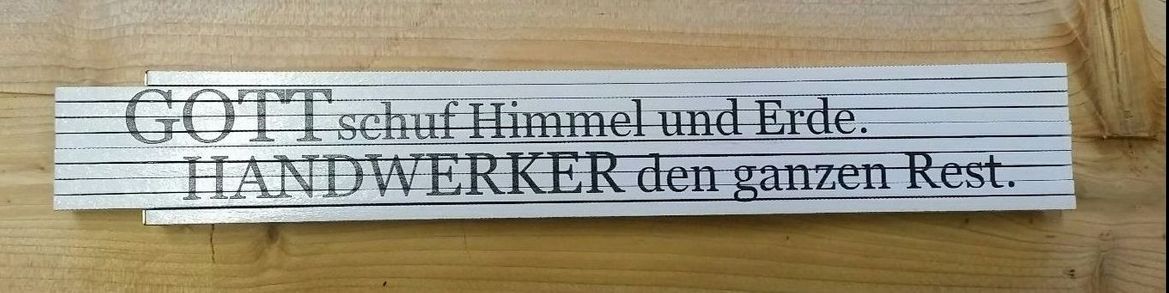 GOTT schuf Himmel und Erde.
HANDWERKER den ganzen Rest.